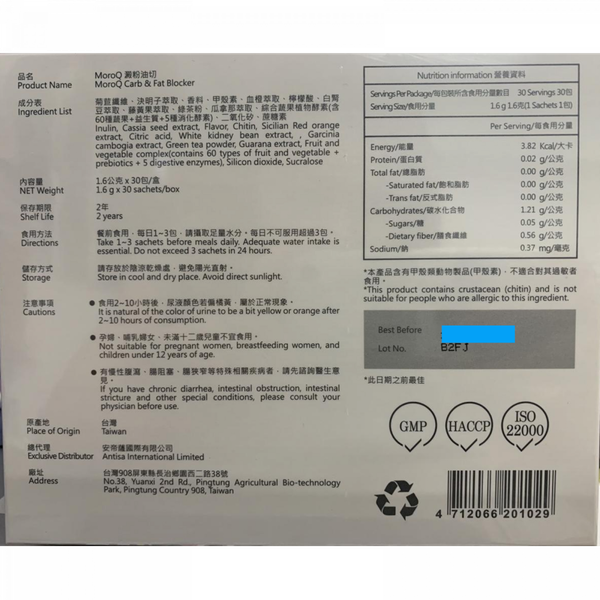 品名 MoroQ 澱粉油切
Product Name MoroQ Carb & Fat Blocker
成分表 菊苣纖維、決明子萃取、香料、甲殼素、血橙萃取、檸檬酸、白腎
Ingredient List 豆萃取、藤黃果萃取、綠茶粉、瓜拿那萃取、綜合蔬果植物酵素(含
60種蔬果+益生質+5種消化酵素)、二氧化矽、蔗糖素
Inulin, Cassia seed extract, Flavor, Chitin, Sicilian Red orange
extract, Citric acid, White kidney bean extract, , Garcinia
cambogia extract, Green tea powder, Guarana extract, Fruit and
vegetable complex(contains 60 types of fruit and vegetable +
prebiotics + 5 digestive enzymes), Silicon dioxide, Sucralose
內容量 1.6公克 x 30包/盒
NET Weight 1.6 g x 30 sachets/box
保存期限 2年
Shelf Life 2 years
食用方法 餐前食用,每日1~3包,請攝取足量水分。每日不可服用超過3包。
Directions Take 1~3 sachets before meals daily. Adequate water intake is
essential. Do not exceed 3 sachets in 24 hours.
儲存方式 請存放於陰涼乾燥處,避免陽光直射。
Storage Store in cool and dry place. Avoid direct sunlight.
注意事項 ● 食用2~10小時後,尿液顏色若偏橘黃,屬於正常現象。
Cautions It is natural of the color of urine to be a bit yellow or orange after
2~10 hours of consumption.
● 孕婦、哺乳婦女、未滿十二歲兒童不宜食用。
Not suitable for pregnant women, breastfeeding women, and
children under 12 years of age.
● 有慢性腹瀉、腸阻塞、腸狹窄等特殊相關疾病者,請先諮詢醫生意
見。
If you have chronic diarrhea, intestinal obstruction, intestinal
stricture and other special conditions, please consult your
physician before use.
原產地 台灣
Place of Origin Taiwan
總代理 安帝薩國際有限公司
Exclusive Distributor Antisa International Limited
廠址 台灣908屏東縣長治鄉園西二路38號
Address No.38, Yuanxi 2nd Rd., Pingtung Agricultural Bio-technology
Park, Pingtung Country 908, Taiwan
Nutrition information 營養資料
Servings Per Package/每包裝所含食用分量數目 30 Servings 30包
Serving Size/食用分量 1.6 g 1.6克(1 Sachets 1包)
Per Serving/每食用分量
Energy/能量 3.82 Kcal/大卡
Protein/蛋白質 0.02 g/公克
Total fat/總脂肪 0.00 g/公克
-Saturated fat/飽和脂肪 0.00 g/公克
-Trans fat/反式脂肪 0.00 g/公克
Carbohydrates/碳水化合物 1.21 g/公克
-Sugars/糖 0.05 g/公克
-Dietary fiber/膳食纖維 0.56 g/公克
Sodium/鈉 0.37 mg/毫克
*本產品含有甲殼類動物製品(甲殼素),不適合對其過敏者
食用。
*This product contains crustacean (chitin) and is not
suitable for people who are allergic to this ingredient.
Best Before
Lot No. B2FJ
*此日期之前最佳
GMP
HACCP
ISO
22000
4 712066 201029